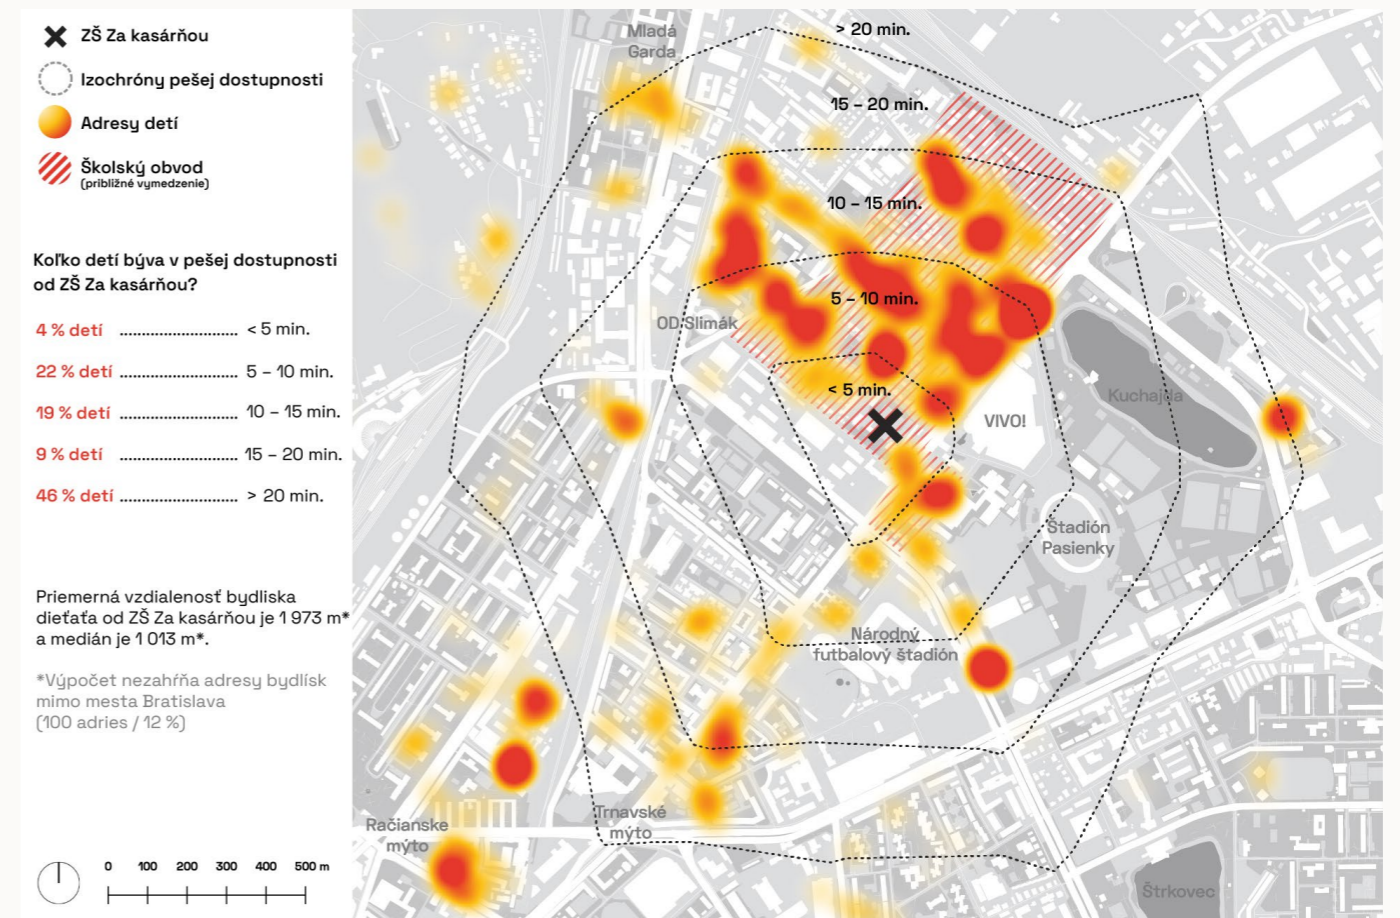 ZŠ Za kasárňou
Izochróny pešej dostupnosti
Adresy detí
Školský obvod
(približné vymedzenie)
Koľko detí býva v pešej dostupnosti
od ZŠ Za kasárňou?
4 % detí ........................... < 5 min.
22 % detí ........................... 5 – 10 min.
19 % detí ........................... 10 – 15 min.
9 % detí ........................... 15 – 20 min.
46 % detí ........................... > 20 min.
Priemerná vzdialenosť bydliska
dieťaťa od ZŠ Za kasárňou je 1 973 m*
a medián je 1 013 m*.
*Výpočet nezahŕňa adresy bydlísk
mimo mesta Bratislava
(100 adries / 12 %)
0 100 200 300 400 500 m
Mladá
Garda
> 20 min.
15 – 20 min.
10 – 15 min.
5 – 10 min.
OD Slimák
< 5 min.
Kuchajda
VIVO!
Štadión
Pasienky
Národný
futbalový štadión
Trnavské
mýto
Račianske
mýto
Štrkovec